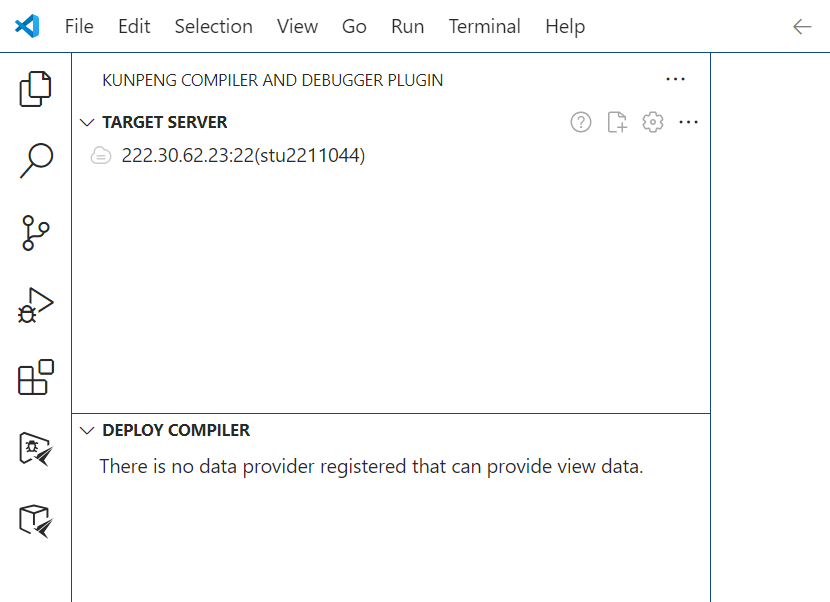 File Edit Selection View Go Run Terminal Help
KUNPENG COMPILER AND DEBUGGER PLUGIN
TARGET SERVER
222.30.62.23:22(stu2211044)
DEPLOY COMPILER
There is no data provider registered that can provide view data.